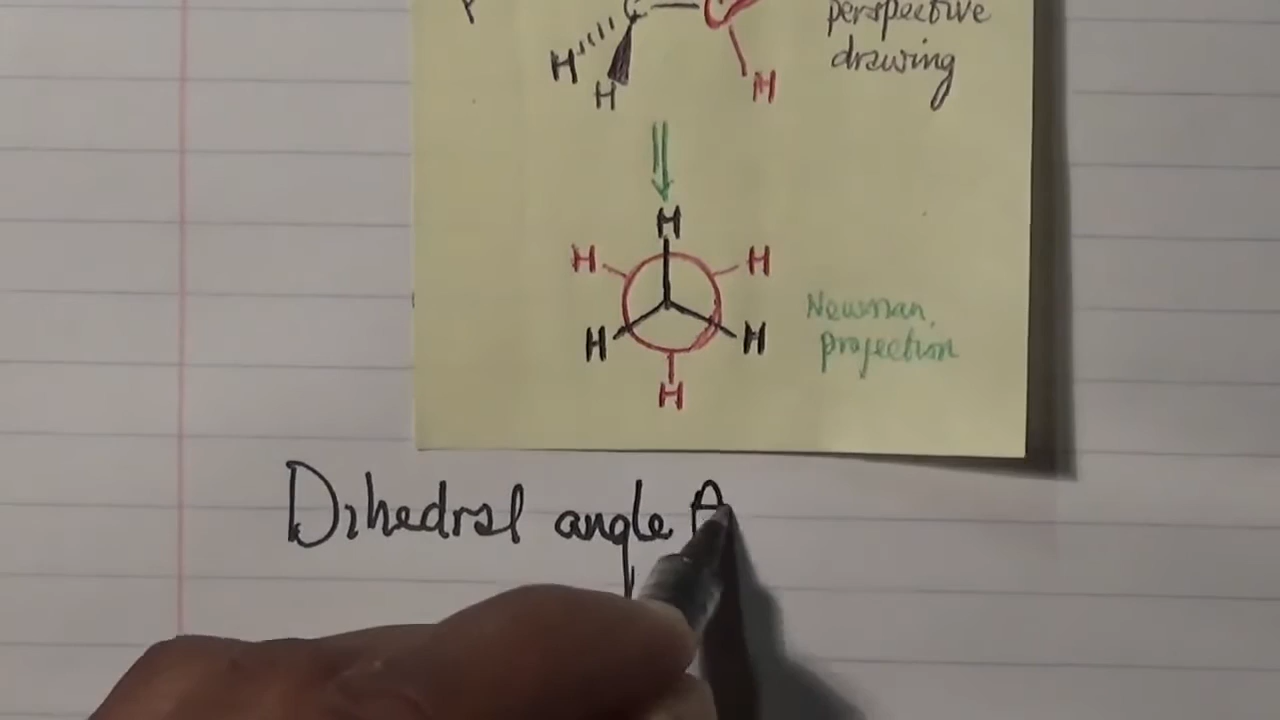 C C
perspective
H
H
H
drawing
H
H
H
H
H
H
Newman
projection
Dihedral angle θ